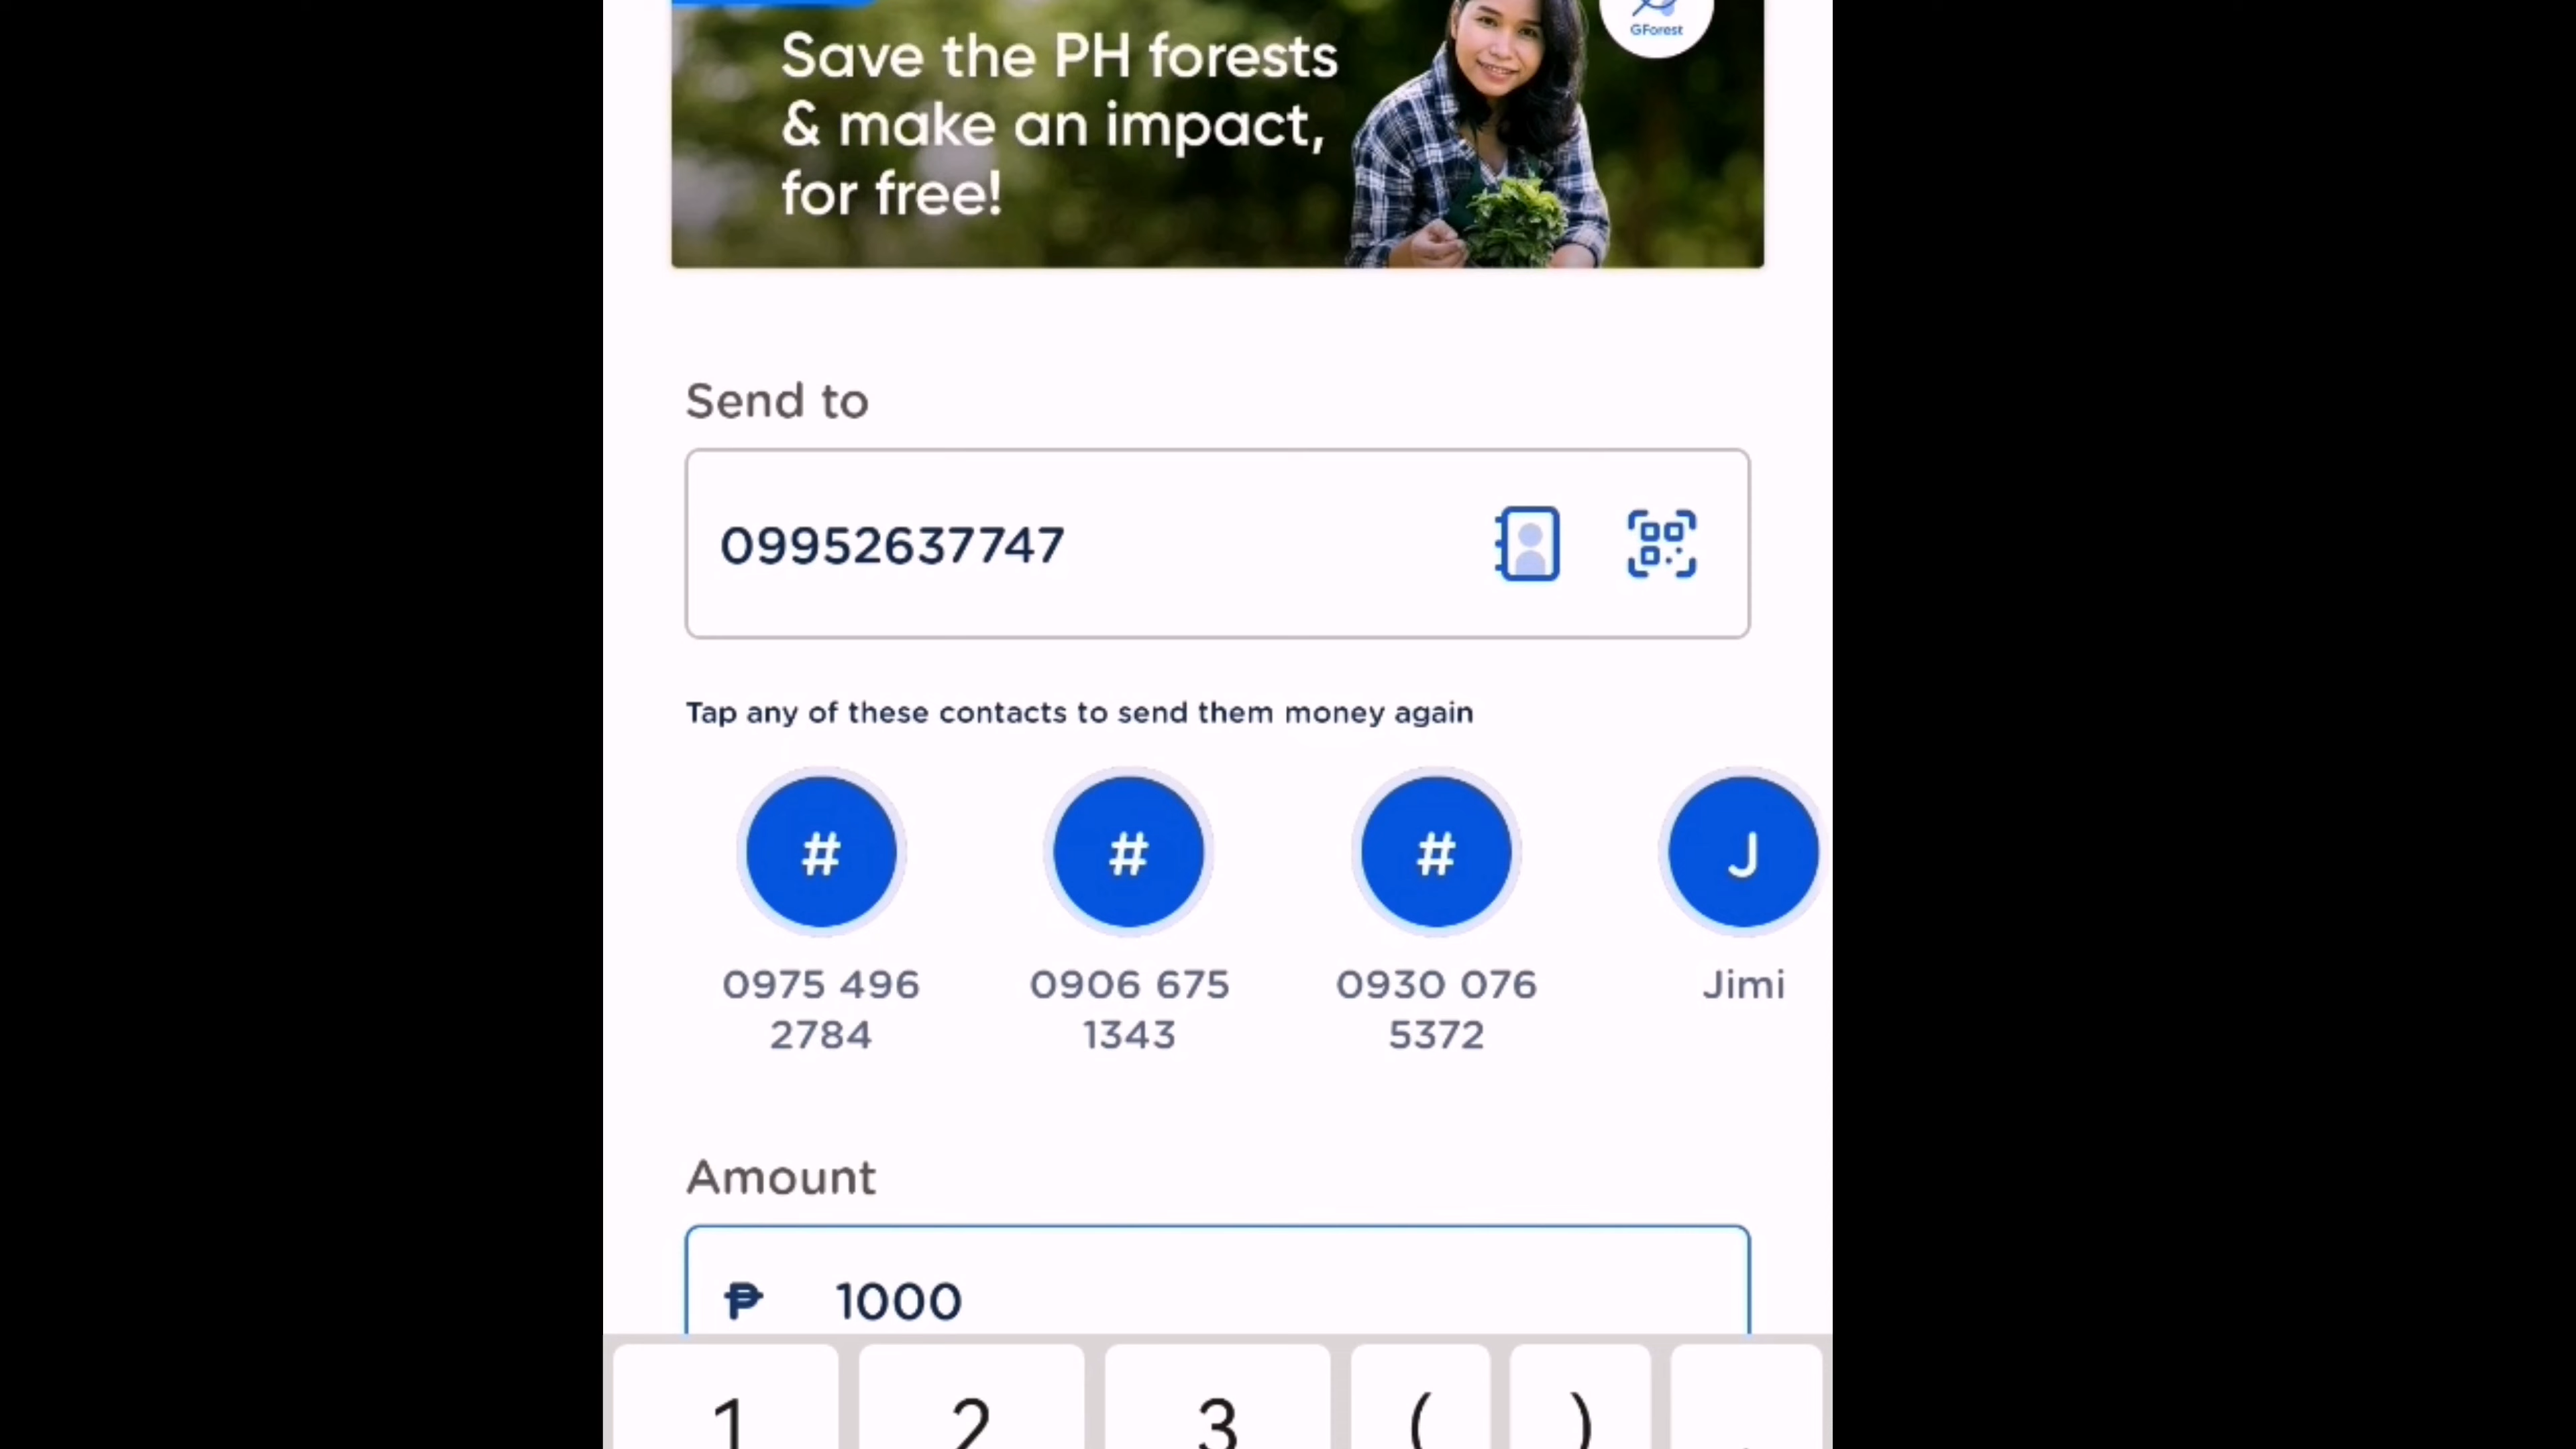 GForest
Save the PH forests
& make an impact,
for free!
Send to
09952637747
Tap any of these contacts to send them money again
# # # J
0975 496 0906 675 0930 076 Jimi
2784 1343 5372
Amount
₱ 1000
1 2 3 ( )